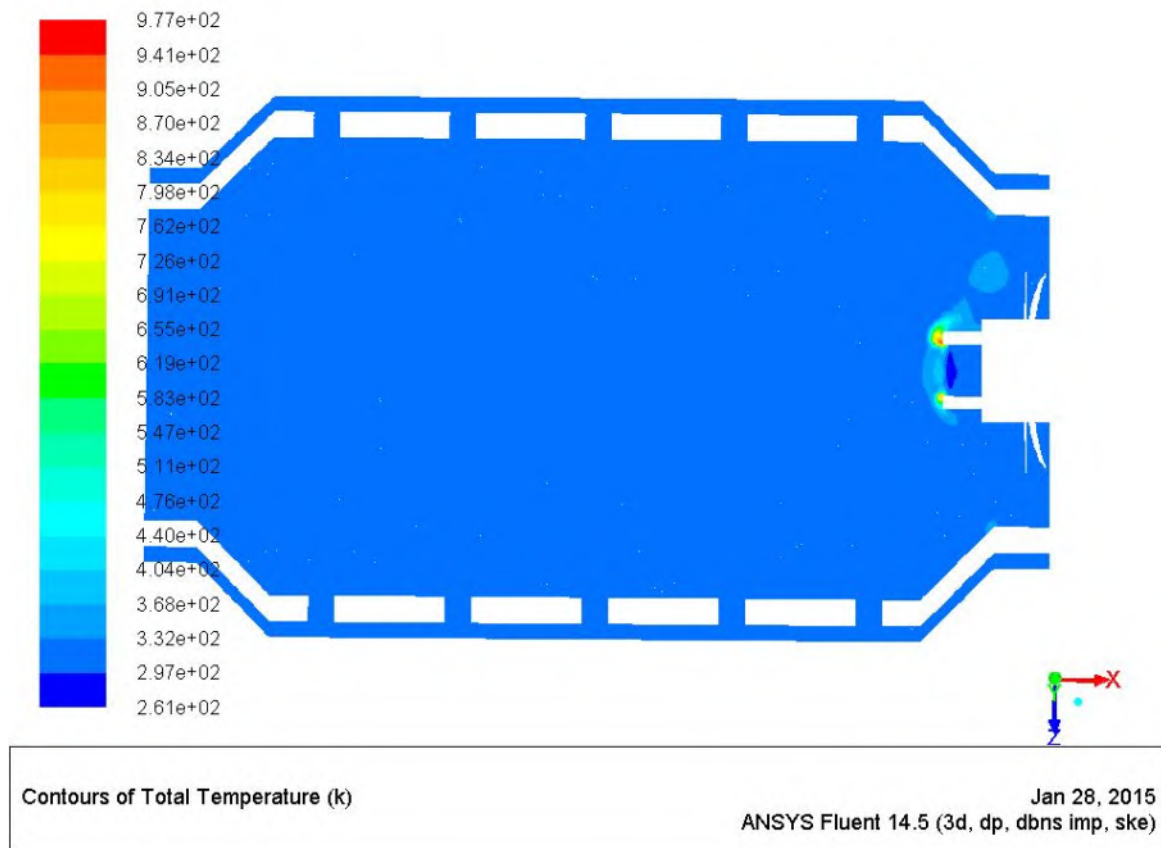 9.77e+02
9.41e+02
9.05e+02
8.70e+02
8.34e+02
7.98e+02
7.62e+02
7.26e+02
6.91e+02
6.55e+02
6.19e+02
5.83e+02
5.47e+02
5.11e+02
4.76e+02
4.40e+02
4.04e+02
3.68e+02
3.32e+02
2.97e+02
2.61e+02
Y
X
Z
Contours of Total Temperature (k)
Jan 28, 2015
ANSYS Fluent 14.5 (3d, dp, dbns imp, ske)